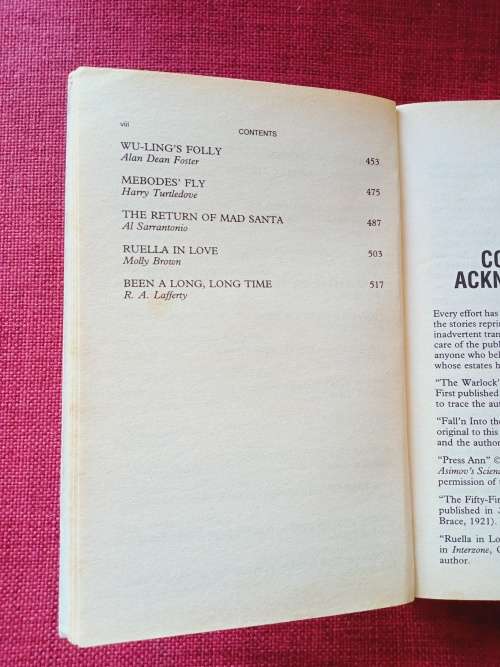 viii
CONTENTS
WU-LING'S FOLLY
Alan Dean Foster 453
MEBODES' FLY
Harry Turtledove 475
THE RETURN OF MAD SANTA 487
Al Sarrantonio
RUELLA IN LOVE 503
Molly Brown
BEEN A LONG, LONG TIME 517
R. A. Lafferty
CO
ACKN
Every effort has
the stories repri
inadvertent tran
care of the publ
anyone who bel
whose estates h
"The Warlock'
First published
to trace the aut
"Fall'n Into the
original to this
and the author
"Press Ann" ©
Asimov's Scienc
permission of t
"The Fifty-Fir
published in J
Brace, 1921).
"Ruella in Lo
in Interzone, O
author.